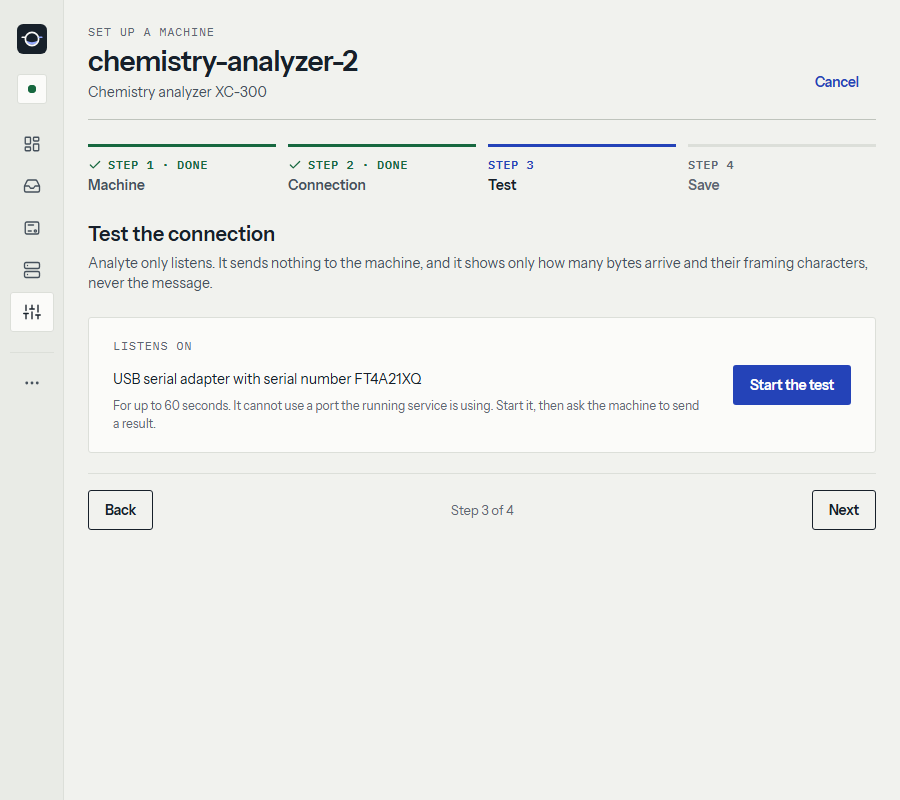 SET UP A MACHINE
chemistry-analyzer-2
Chemistry analyzer XC-300
Cancel
STEP 1 · DONE
Machine
STEP 2 · DONE
Connection
STEP 3
Test
STEP 4
Save
Test the connection
Analyte only listens. It sends nothing to the machine, and it shows only how many bytes arrive and their framing characters,
never the message.
LISTENS ON
USB serial adapter with serial number FT4A21XQ
For up to 60 seconds. It cannot use a port the running service is using. Start it, then ask the machine to send
a result.
Start the test
Back
Step 3 of 4
Next